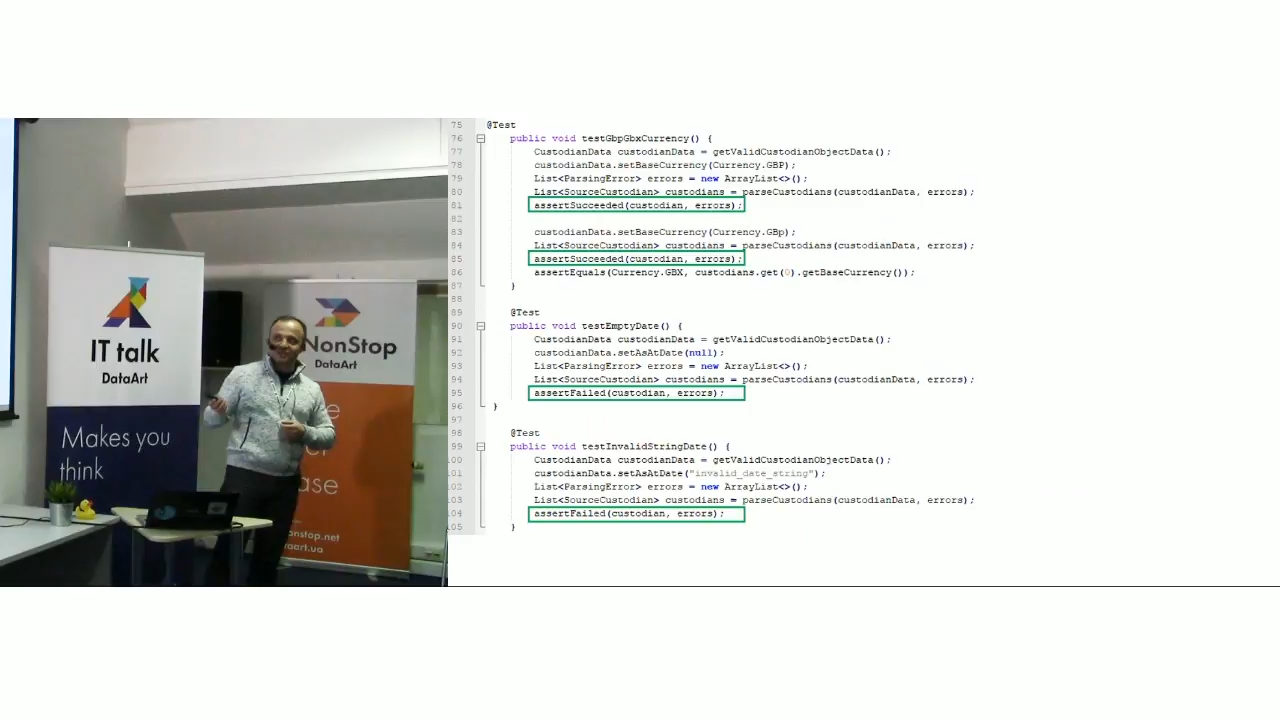 IT talk
DataArt
Makes you
think
NonStop
DataArt
ase
onstop.net
aart.ua
75 @Test
76 public void testGbpGbxCurrency() {
77 CustodianData custodianData = getValidCustodianObjectData();
78 custodianData.setBaseCurrency(Currency.GBP);
79 List<ParsingError> errors = new ArrayList<>();
80 List<SourceCustodian> custodians = parseCustodians(custodianData, errors);
81 assertSucceeded(custodian, errors);
82
83 custodianData.setBaseCurrency(Currency.GBp);
84 List<SourceCustodian> custodians = parseCustodians(custodianData, errors);
85 assertSucceeded(custodian, errors);
86 assertEquals(Currency.GBX, custodians.get(0).getBaseCurrency());
87 }
88
89 @Test
90 public void testEmptyDate() {
91 CustodianData custodianData = getValidCustodianObjectData();
92 custodianData.setAsAtDate(null);
93 List<ParsingError> errors = new ArrayList<>();
94 List<SourceCustodian> custodians = parseCustodians(custodianData, errors);
95 assertFailed(custodian, errors);
96 }
97
98 @Test
99 public void testInvalidStringDate() {
100 CustodianData custodianData = getValidCustodianObjectData();
101 custodianData.setAsAtDate("invalid_date_string");
102 List<ParsingError> errors = new ArrayList<>();
103 List<SourceCustodian> custodians = parseCustodians(custodianData, errors);
104 assertFailed(custodian, errors);
105 }